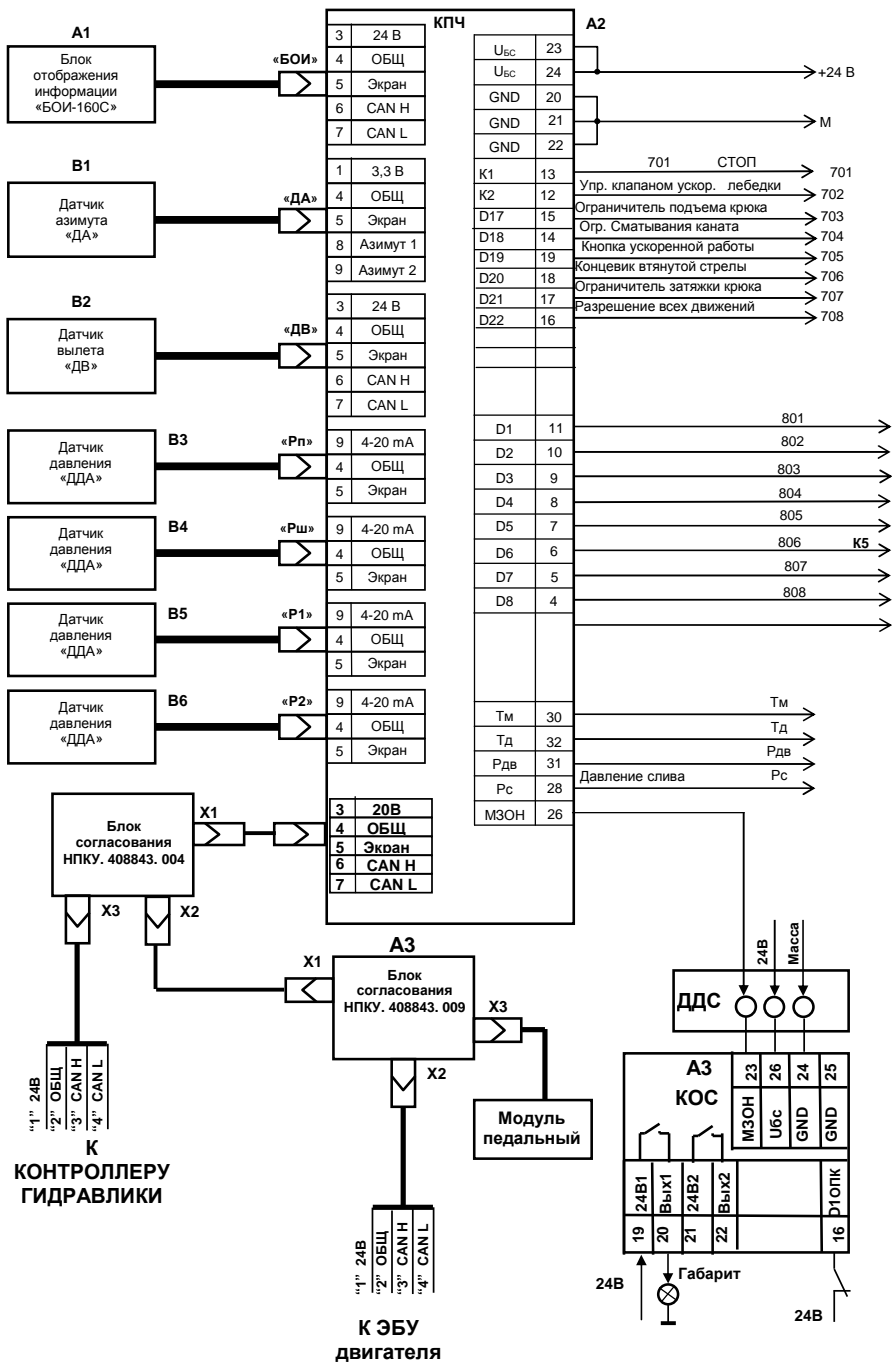 КПЧ
А1
Блок
отображения
информации
«БОИ-160С»
«БОИ»
3 24 В
4 ОБЩ
5 Экран
6 CAN H
7 CAN L
В1
Датчик
азимута
«ДА»
«ДА»
1 3,3 В
4 ОБЩ
5 Экран
8 Азимут 1
9 Азимут 2
В2
Датчик
вылета
«ДВ»
«ДВ»
3 24 В
4 ОБЩ
5 Экран
6 CAN H
7 CAN L
Датчик
давления
«ДДА»
В3
«Рп»
9 4-20 mA
4 ОБЩ
5 Экран
Датчик
давления
«ДДА»
В4
«Рш»
9 4-20 mA
4 ОБЩ
5 Экран
Датчик
давления
«ДДА»
В5
«Р1»
9 4-20 mA
4 ОБЩ
5 Экран
Датчик
давления
«ДДА»
В6
«Р2»
9 4-20 mA
4 ОБЩ
5 Экран
3 20В
4 ОБЩ
5 Экран
6 CAN H
7 CAN L
А2
UБС 23
UБС 24 +24 В
GND 20
GND 21 М
GND 22
К1 13 701 СТОП 701
К2 12 Упр. клапаном ускор. лебедки 702
D17 15 Ограничитель подъема крюка 703
D18 14 Огр. Сматывания каната 704
D19 19 Кнопка ускоренной работы 705
D20 18 Концевик втянутой стрелы 706
D21 17 Ограничитель затяжки крюка 707
D22 16 Разрешение всех движений 708
D1 11 801
D2 10 802
D3 9 803
D4 8 804
D5 7 805
D6 6 806 К5
D7 5 807
D8 4 808
Тм 30 Тм
Тд 32 Тд
Рдв 31 Рдв
Рс 28 Давление слива Рс
МЗОН 26
Блок
согласования
НПКУ. 408843. 004
X1
X3
X2
"1" 24В
"2" ОБЩ
"3" CAN H
"4" CAN L
К
КОНТРОЛЛЕРУ
ГИДРАВЛИКИ
А3
X1
Блок
согласования
НПКУ. 408843. 009
X3
X2
Модуль
педальный
"1" 24В
"2" ОБЩ
"3" CAN H
"4" CAN L
К ЭБУ
двигателя
24В
Масса
ДДС
А3
КОС
23 26 24 25
МЗОН Uбс GND GND
24В1 Вых1 24В2 Вых2 D1ОПК
19 20 21 22 16
24В
Габарит
24В